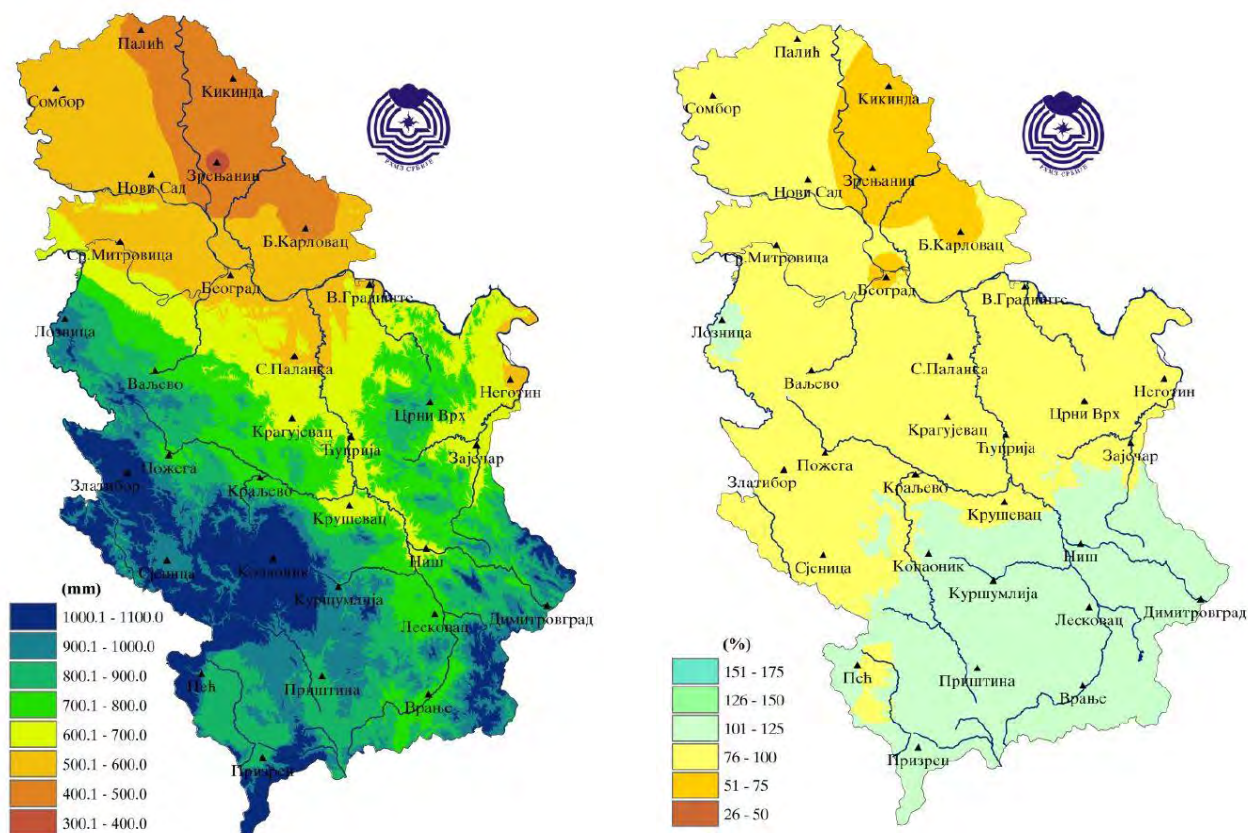 Палић
Кикинда
Сомбор
Зрењанин
Нови Сад
Б.Карловац
Ср.Митровица
Београд
В.Градиште
Лозница
С.Паланка
Ваљево
Неготин
Црни Врх
Крагујевац
Ћуприја
Зајечар
Пожега
Златибор
Краљево
Крушевац
Ниш
Сјеница
Копаоник
Куршумлија
Димитровград
Лесковац
Пећ
Приштина
Врање
Призрен
(mm)
1000.1 - 1100.0
900.1 - 1000.0
800.1 - 900.0
700.1 - 800.0
600.1 - 700.0
500.1 - 600.0
400.1 - 500.0
300.1 - 400.0
РХМЗ СРБИЈЕ
Палић
Кикинда
Сомбор
Зрењанин
Нови Сад
Б.Карловац
Ср.Митровица
Београд
В.Градиште
Лозница
С.Паланка
Ваљево
Неготин
Црни Врх
Крагујевац
Ћуприја
Зајечар
Пожега
Златибор
Краљево
Крушевац
Ниш
Сјеница
Копаоник
Куршумлија
Димитровград
Лесковац
Пећ
Приштина
Врање
Призрен
(%)
151 - 175
126 - 150
101 - 125
76 - 100
51 - 75
26 - 50
РХМЗ СРБИЈЕ